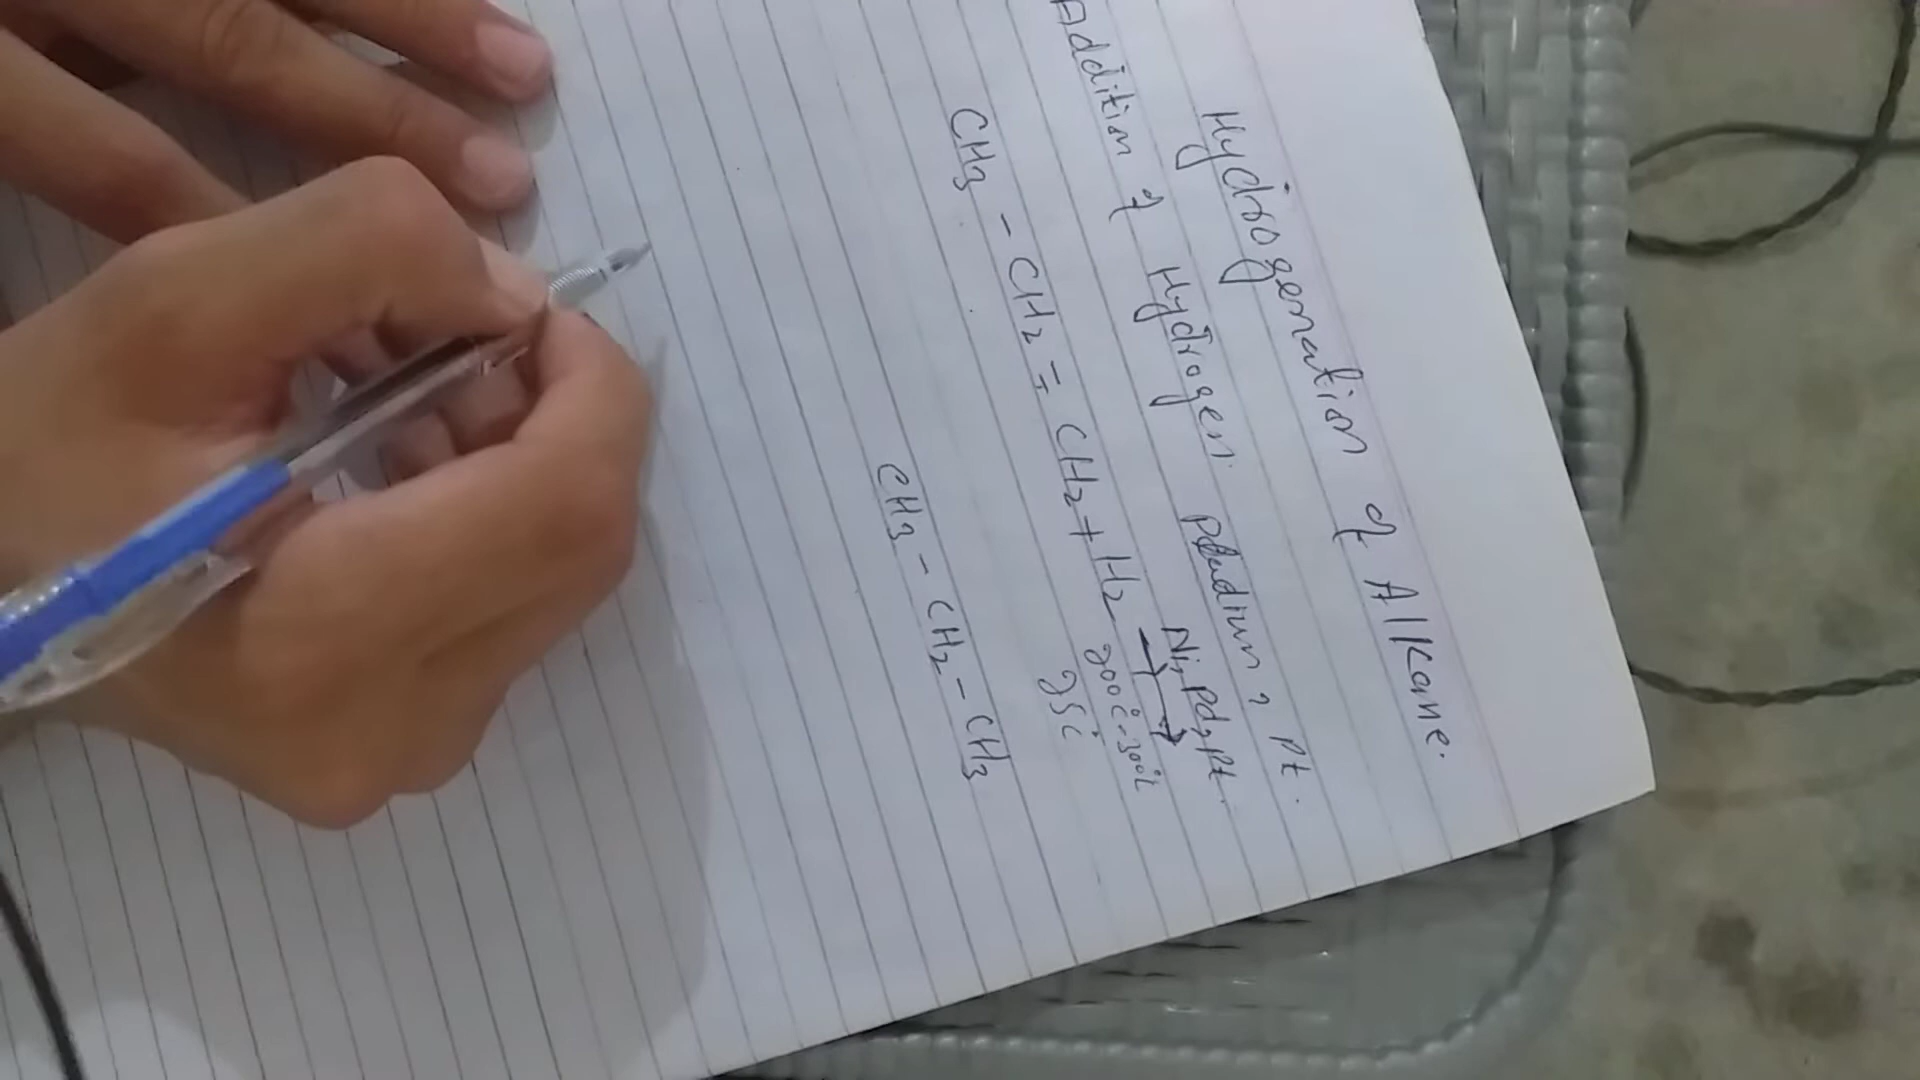 Hydrogenation of Alkane.
Addition of Hydrogen. Pladium, Pt.
Ni, Pd, Pt.
CH3 - CH2 = CH2 + H2 →
200°C-300°C
25°C
CH3 - CH2 - CH3